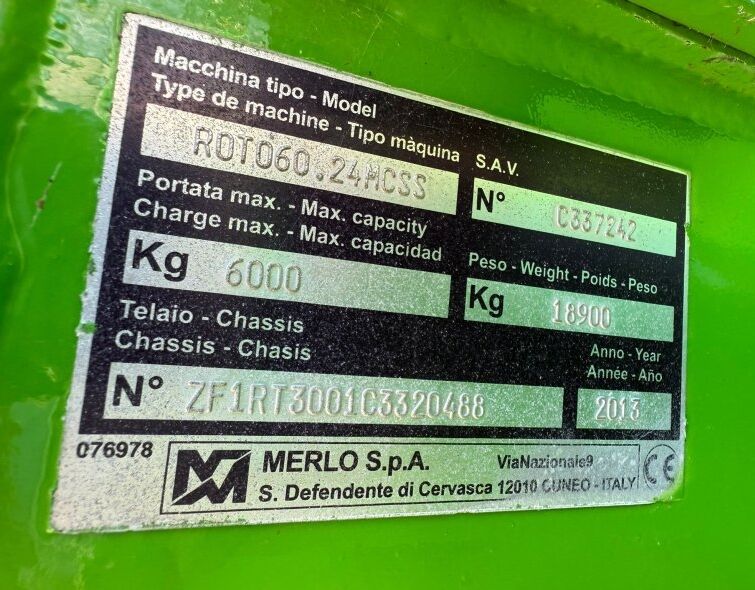 Macchina tipo - Model
Type de machine - Tipo màquina
S.A.V.
ROTO60.24MCSS
N° C337242
Portata max. - Max. capacity
Charge max. - Max. capacidad
Peso - Weight - Poids - Peso
Kg 6000
Kg 18900
Telaio - Chassis
Chassis - Chasis
Anno - Year
Année - Año
N° ZF1RT3001C3320488
2013
076978
MERLO S.p.A. ViaNazionale9
S. Defendente di Cervasca 12010 CUNEO - ITALY
CE